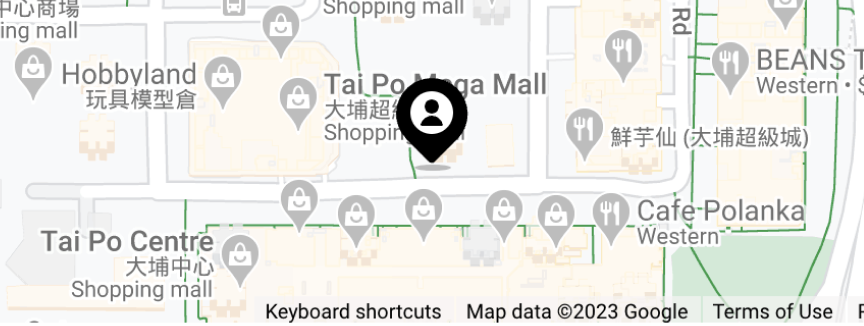 中心商場
ing mall
Shopping mall
Rd
BEANS T
Western • $
Hobbyland
玩具模型倉
Tai Po Mega Mall
大埔超
Shopping
鮮芋仙 (大埔超級城)
Cafe Polanka
Western
Tai Po Centre
大埔中心
Shopping mall
Keyboard shortcuts
Map data ©2023 Google
Terms of Use